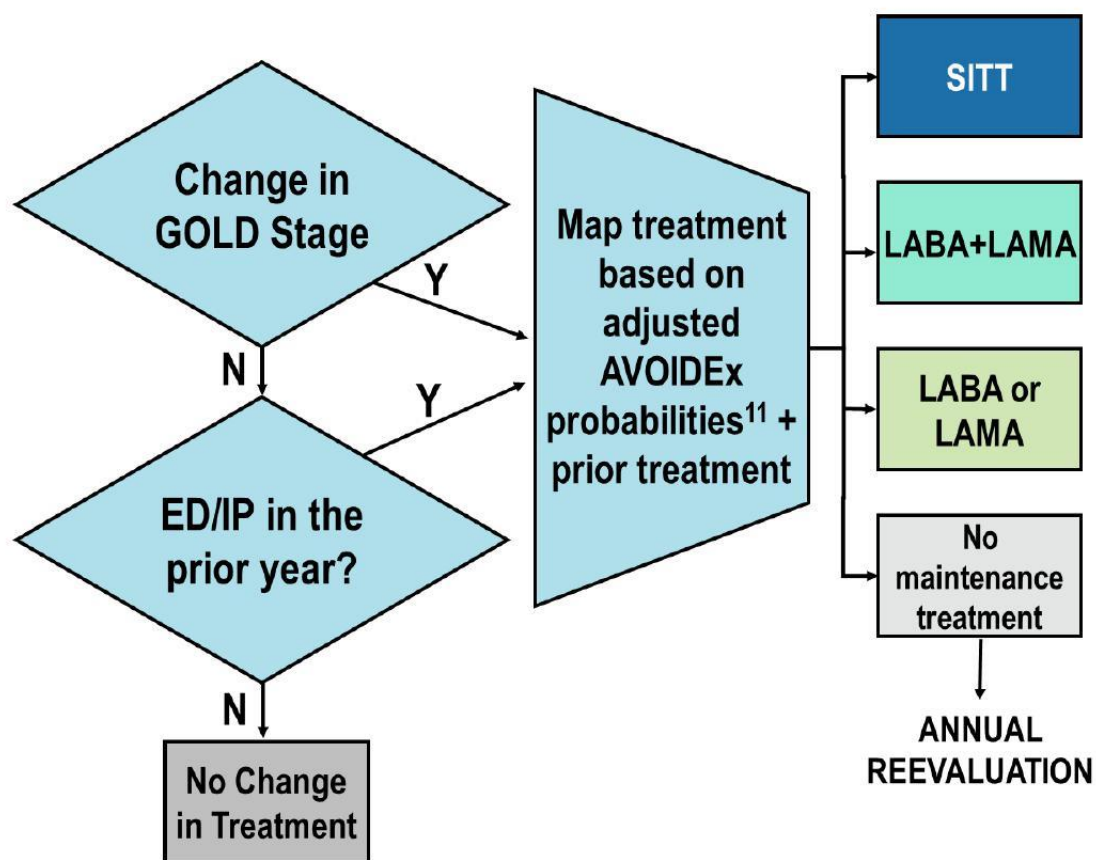 Change in
GOLD Stage
Y
N
ED/IP in the
prior year?
Y
N
No Change
in Treatment
Map treatment
based on
adjusted
AVOIDEx
probabilities¹¹ +
prior treatment
SITT
LABA+LAMA
LABA or
LAMA
No
maintenance
treatment
ANNUAL
REEVALUATION